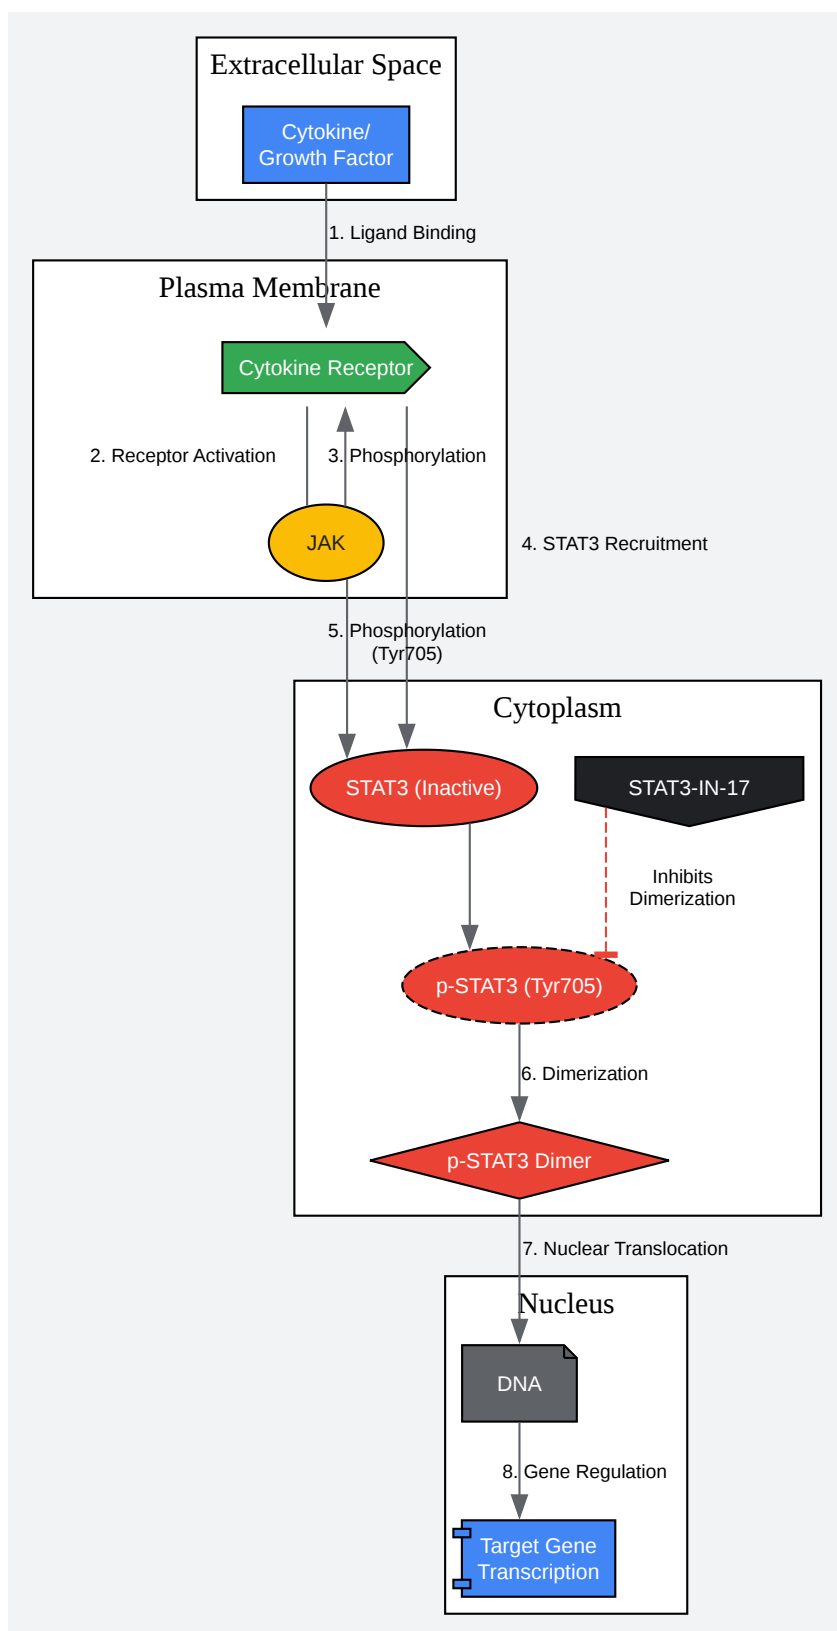 Extracellular Space
Cytokine/
Growth Factor
1. Ligand Binding
Plasma Membrane
Cytokine Receptor
2. Receptor Activation
3. Phosphorylation
JAK
4. STAT3 Recruitment
5. Phosphorylation
(Tyr705)
Cytoplasm
STAT3 (Inactive)
STAT3-IN-17
Inhibits
Dimerization
p-STAT3 (Tyr705)
6. Dimerization
p-STAT3 Dimer
7. Nuclear Translocation
Nucleus
DNA
8. Gene Regulation
Target Gene
Transcription